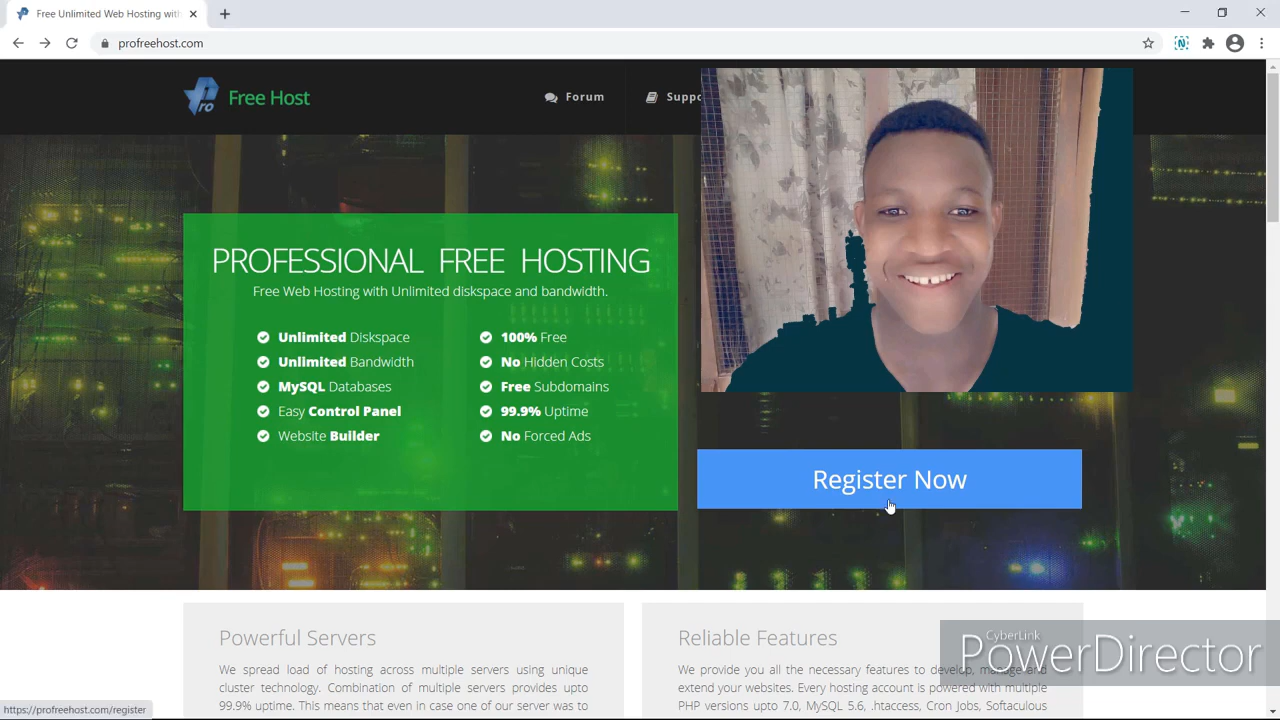 Free Unlimited Web Hosting with
profreehost.com
Pro
Free Host
Forum
Suppo
PROFESSIONAL FREE HOSTING
Free Web Hosting with Unlimited diskspace and bandwidth.
Unlimited Diskspace
100% Free
Unlimited Bandwidth
No Hidden Costs
MySQL Databases
Free Subdomains
Easy Control Panel
99.9% Uptime
Website Builder
No Forced Ads
Register Now
Powerful Servers
We spread load of hosting across multiple servers using unique
cluster technology. Combination of multiple servers provides upto
99.9% uptime. This means that even in case one of our server was to
Reliable Features
We provide you all the necessary features to develop, manage and
extend your websites. Every hosting account is powered with multiple
PHP versions upto 7.0, MySQL 5.6, .htaccess, Cron Jobs, Softaculous
CyberLink
PowerDirector
https://profreehost.com/register